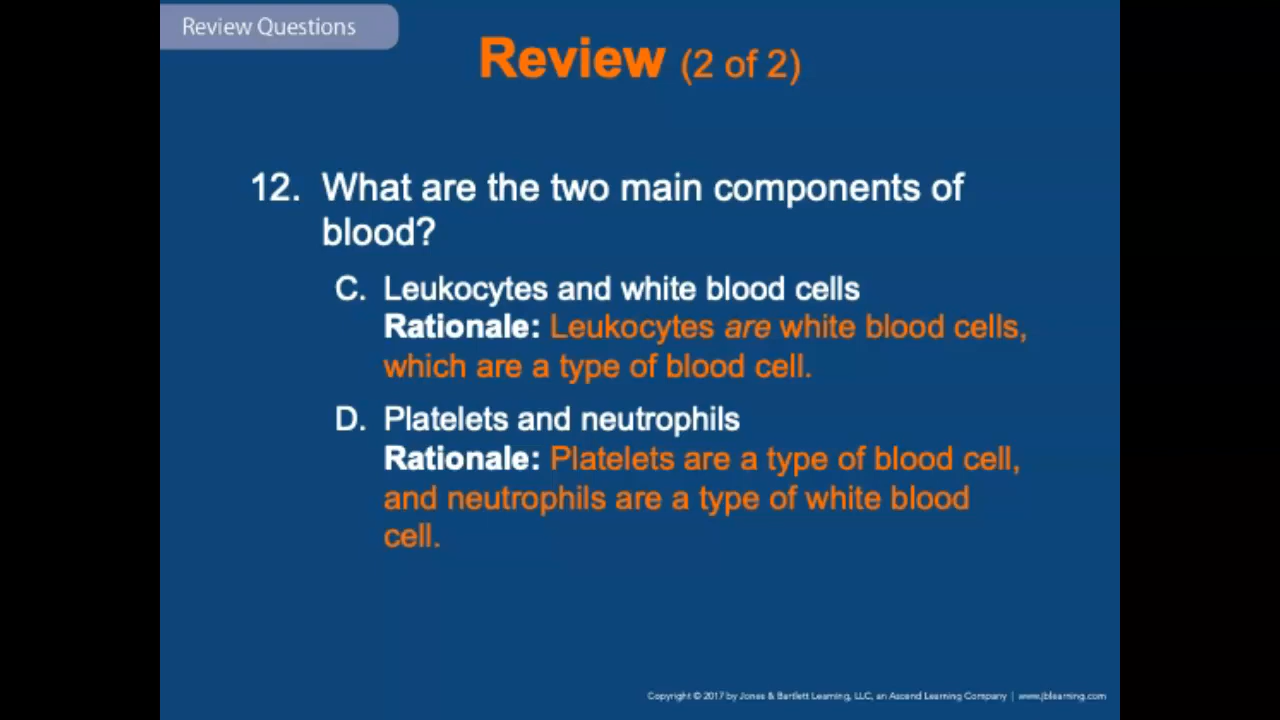 Review Questions
Review (2 of 2)
12. What are the two main components of
blood?
C. Leukocytes and white blood cells
Rationale: Leukocytes are white blood cells,
which are a type of blood cell.
D. Platelets and neutrophils
Rationale: Platelets are a type of blood cell,
and neutrophils are a type of white blood
cell.
Copyright © 2017 by Jones & Bartlett Learning, LLC, an Ascend Learning Company | www.jblearning.com